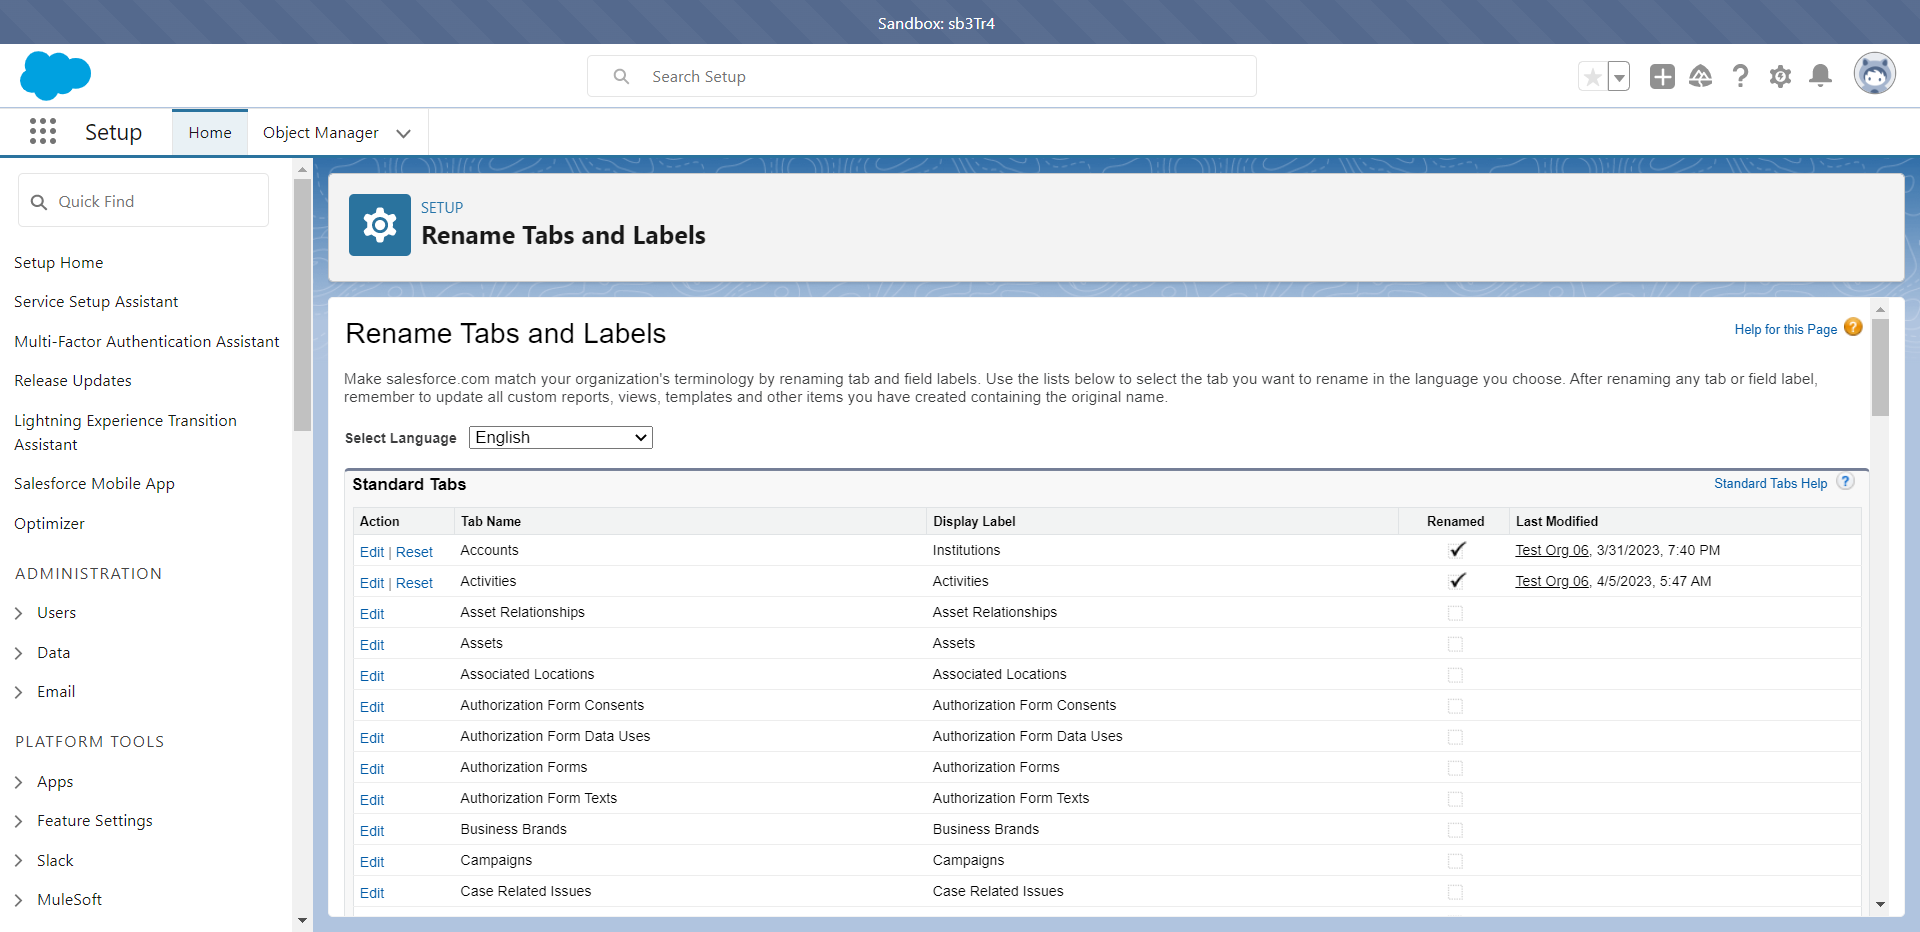 Sandbox: sb3Tr4
Search Setup
Setup
Home
Object Manager
Quick Find
Setup Home
Service Setup Assistant
Multi-Factor Authentication Assistant
Release Updates
Lightning Experience Transition
Assistant
Salesforce Mobile App
Optimizer
ADMINISTRATION
Users
Data
Email
PLATFORM TOOLS
Apps
Feature Settings
Slack
MuleSoft
SETUP
Rename Tabs and Labels
Rename Tabs and Labels
Help for this Page ?
Make salesforce.com match your organization's terminology by renaming tab and field labels. Use the lists below to select the tab you want to rename in the language you choose. After renaming any tab or field label,
remember to update all custom reports, views, templates and other items you have created containing the original name.
Select Language English
Standard Tabs
Standard Tabs Help ?
Action Tab Name Display Label Renamed Last Modified
Edit | Reset Accounts Institutions Test Org 06, 3/31/2023, 7:40 PM
Edit | Reset Activities Activities Test Org 06, 4/5/2023, 5:47 AM
Edit Asset Relationships Asset Relationships
Edit Assets Assets
Edit Associated Locations Associated Locations
Edit Authorization Form Consents Authorization Form Consents
Edit Authorization Form Data Uses Authorization Form Data Uses
Edit Authorization Forms Authorization Forms
Edit Authorization Form Texts Authorization Form Texts
Edit Business Brands Business Brands
Edit Campaigns Campaigns
Edit Case Related Issues Case Related Issues